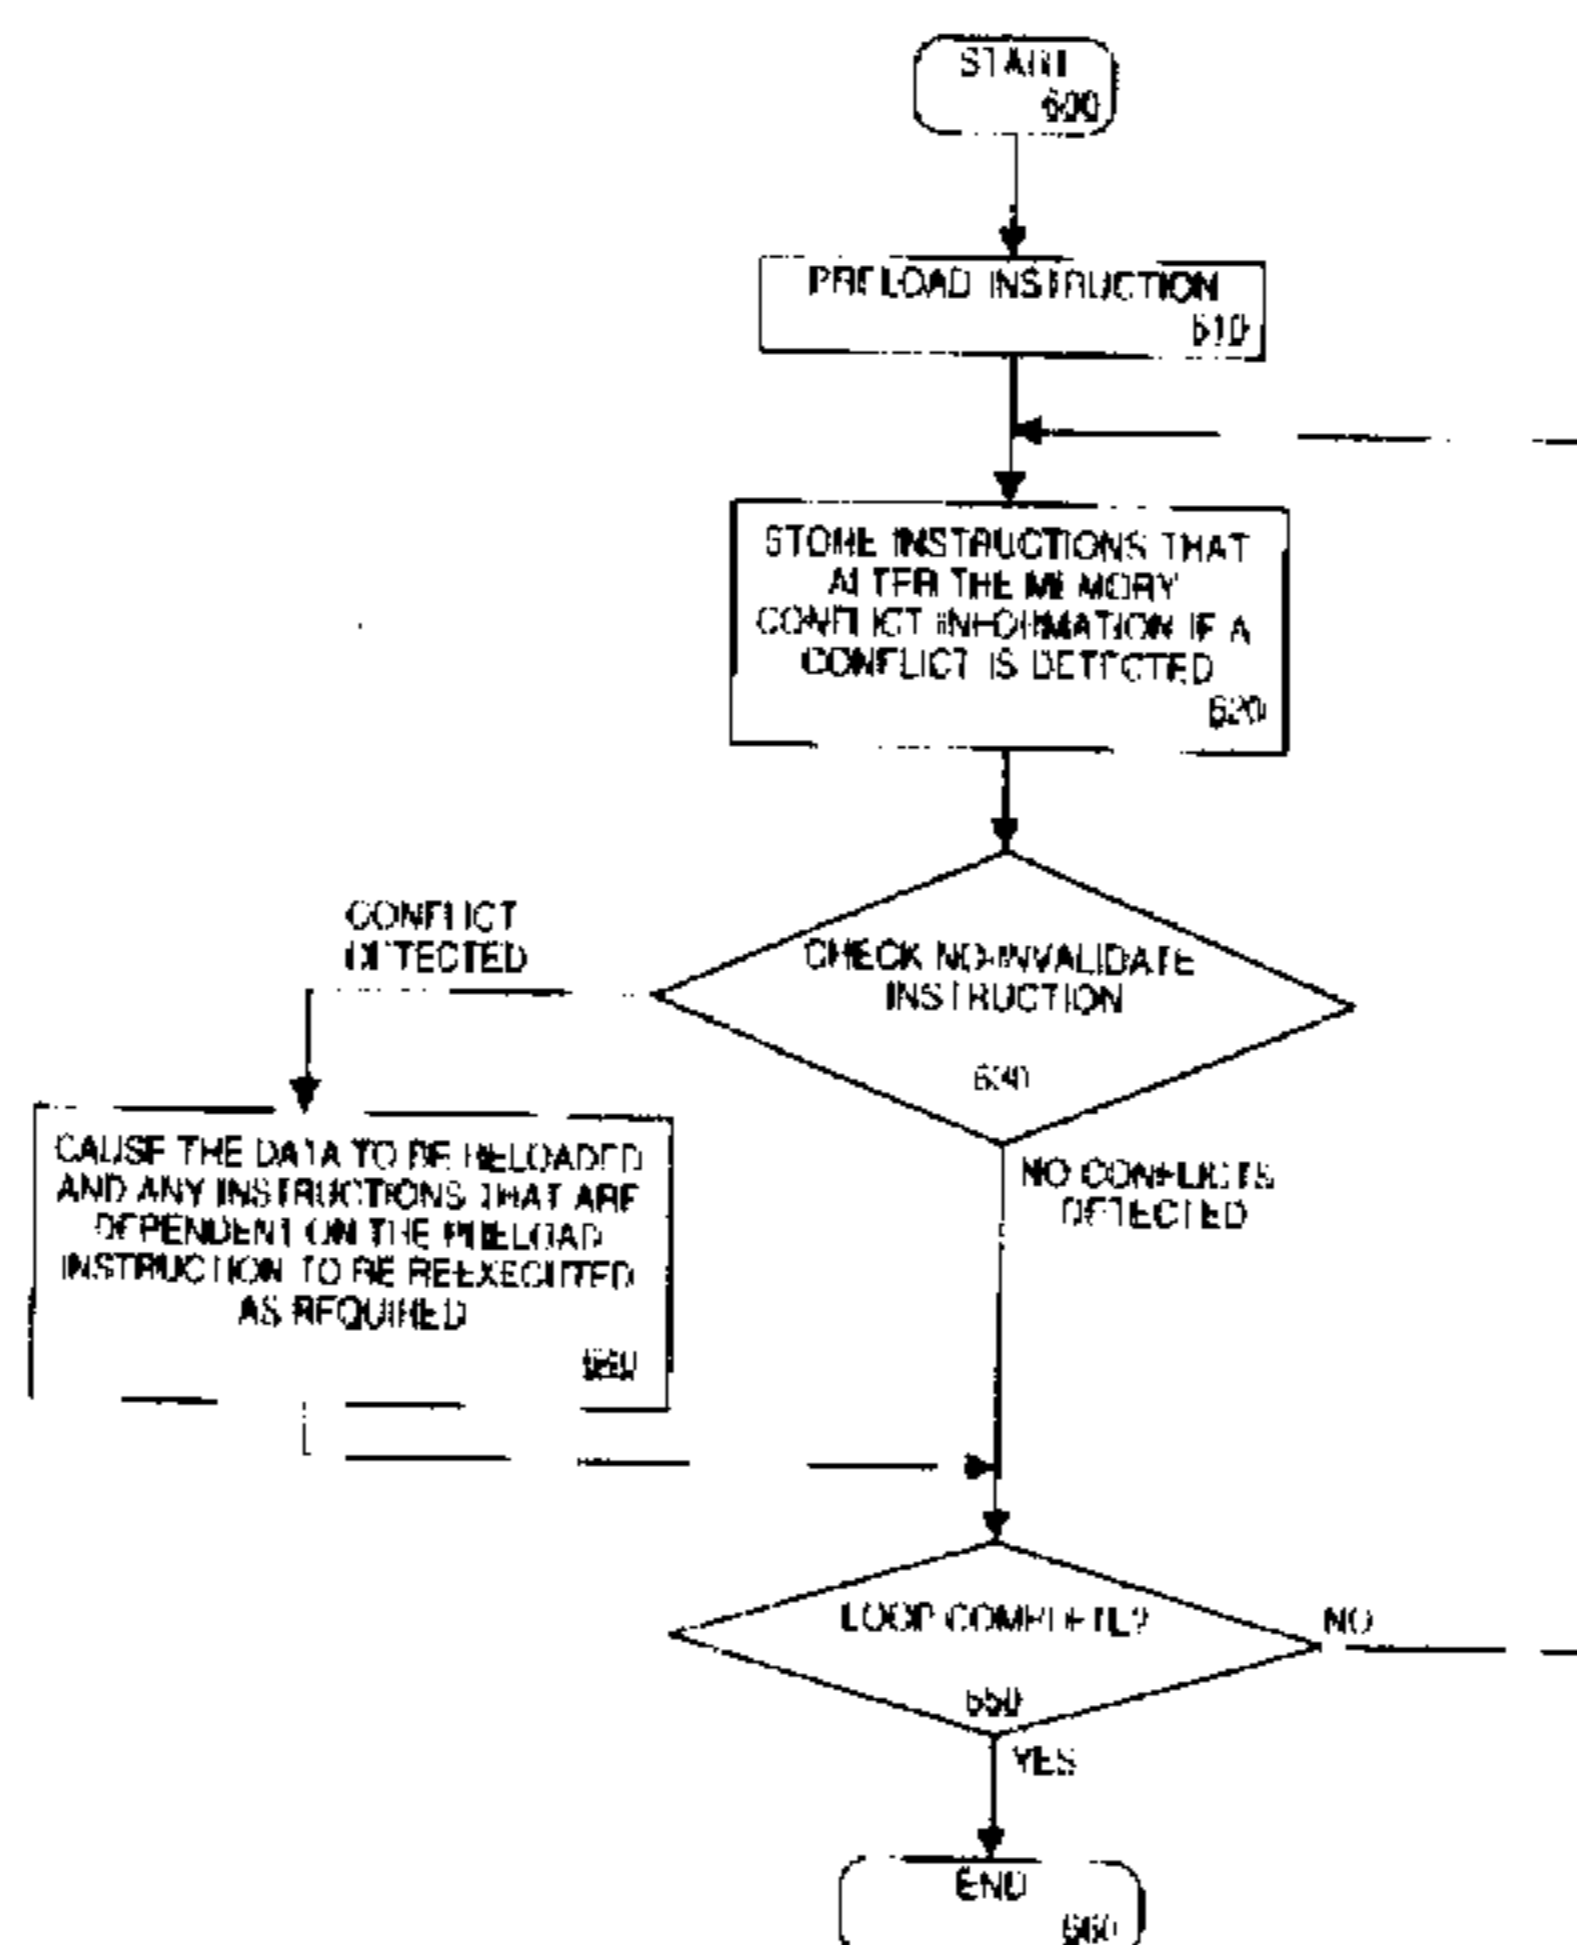 START
600
PRELOAD INSTRUCTION
610
STORE INSTRUCTIONS THAT
ALTER THE MEMORY
CONFLICT INFORMATION IF A
CONFLICT IS DETECTED
620
CONFLICT
DETECTED
CHECK NO-INVALIDATE
INSTRUCTION
CAUSE THE DATA TO BE RELOADED
AND ANY INSTRUCTIONS THAT ARE
DEPENDENT ON THE PRELOAD
INSTRUCTION TO BE RE-EXECUTED
AS REQUIRED
NO CONFLICTS
DETECTED
LOOP COMPLETE?
650
NO
YES
END
660